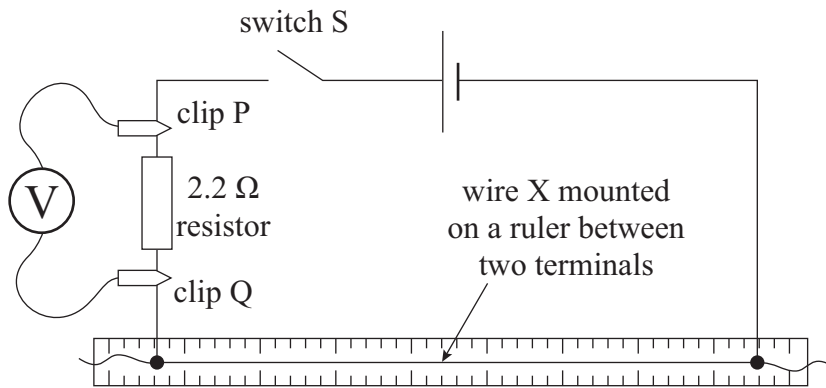 switch S
clip P
V
2.2 Ω
resistor
clip Q
wire X mounted
on a ruler between
two terminals